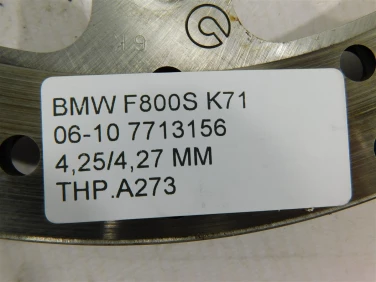 BMW F800S K71
06-10 7713156
4,25/4,27 MM
THP.A273